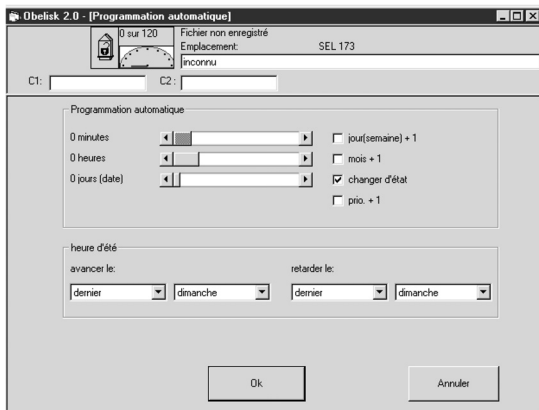 Obelisk 2.0 - [Programmation automatique]
0 sur 120 Fichier non enregistré
Emplacement: SEL 173
inconnu
C1: C2 :
Programmation automatique
0 minutes jour(semaine) + 1
0 heures mois + 1
0 jours (date) changer d'état
prio. + 1
heure d'été
avancer le: retarder le:
dernier dimanche dernier dimanche
Ok Annuler